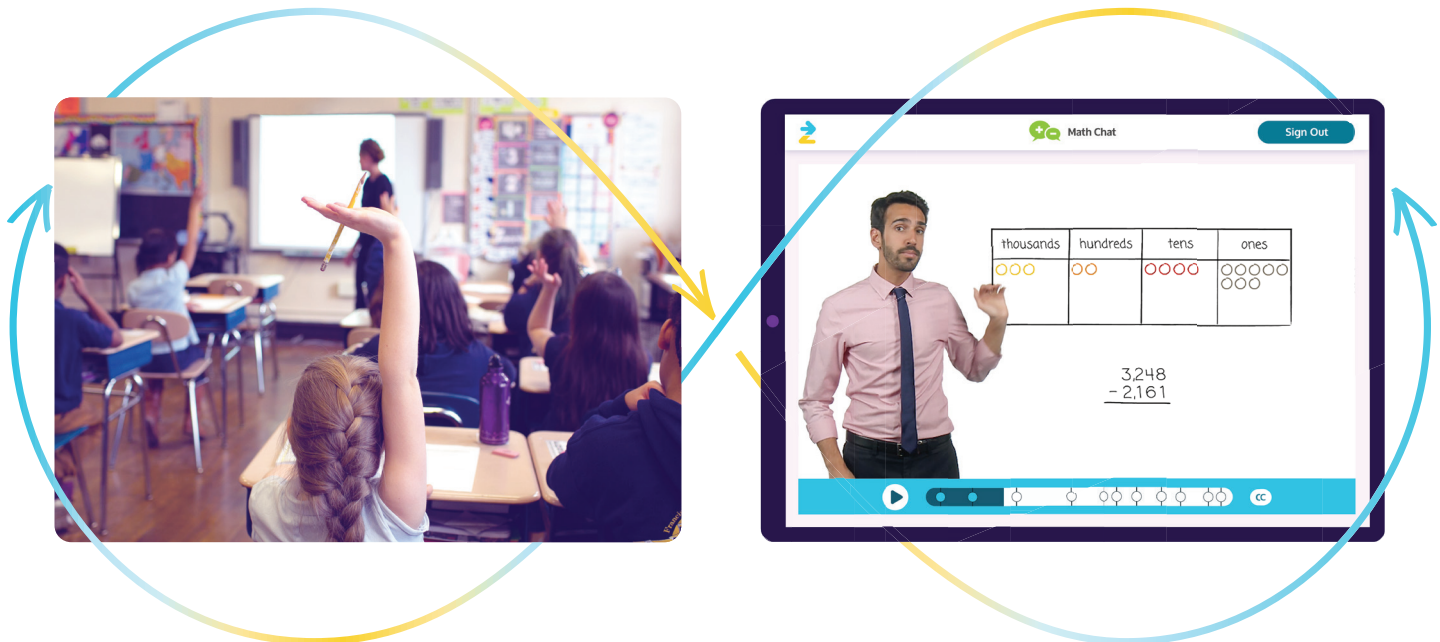 Math Chat
Sign Out
thousands hundreds tens ones
3,248
- 2,161
CC